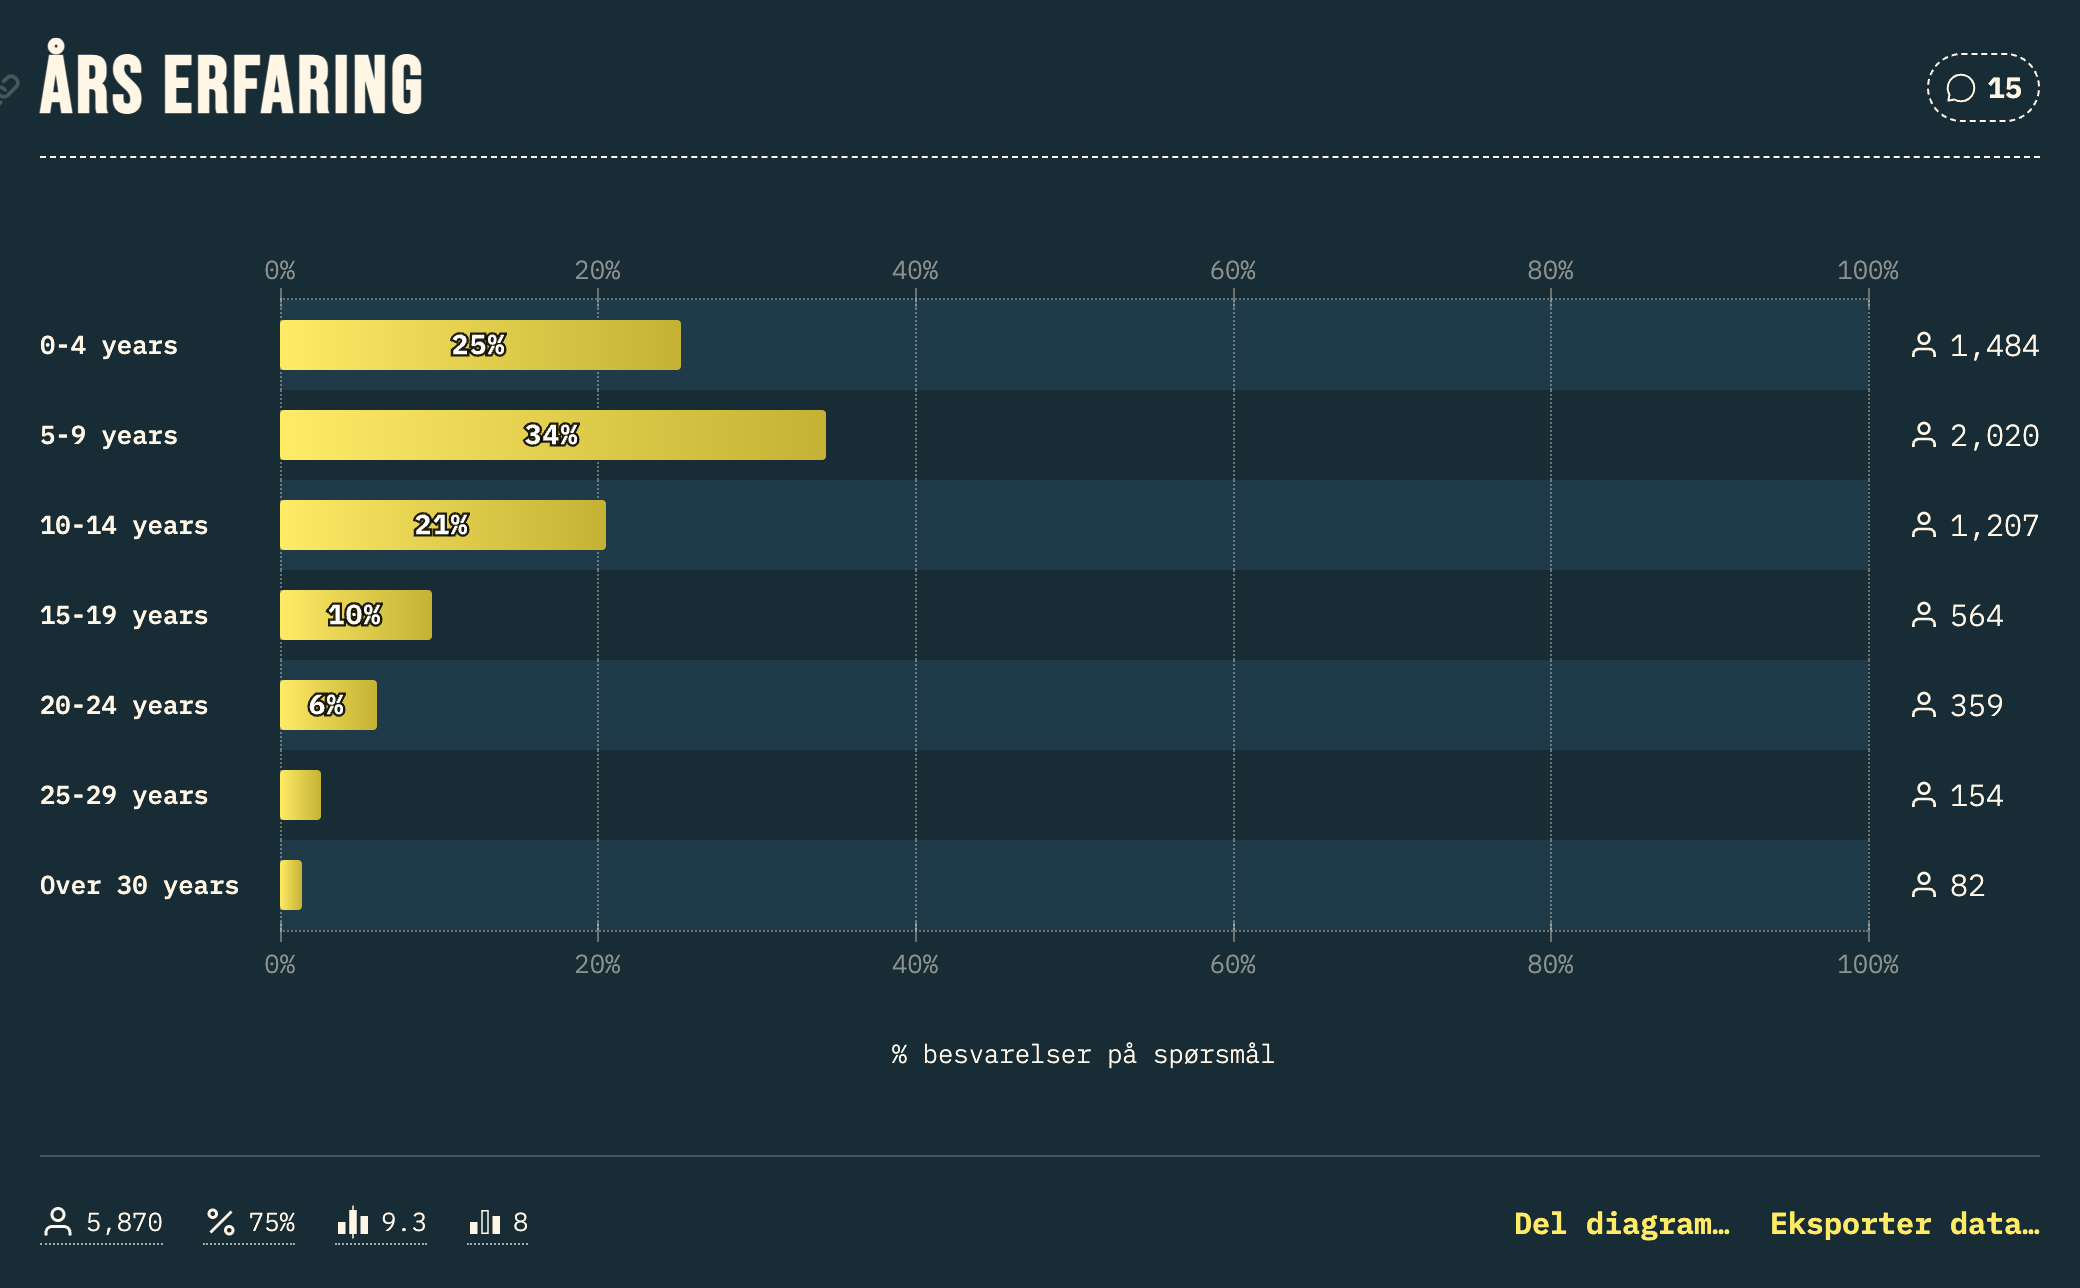 ÅRS ERFARING
15
0% 20% 40% 60% 80% 100%
0-4 years 25% 1,484
5-9 years 34% 2,020
10-14 years 21% 1,207
15-19 years 10% 564
20-24 years 6% 359
25-29 years 154
Over 30 years 82
0% 20% 40% 60% 80% 100%
% besvarelser på spørsmål
5,870 75% 9.3 8 Del diagram… Eksporter data…